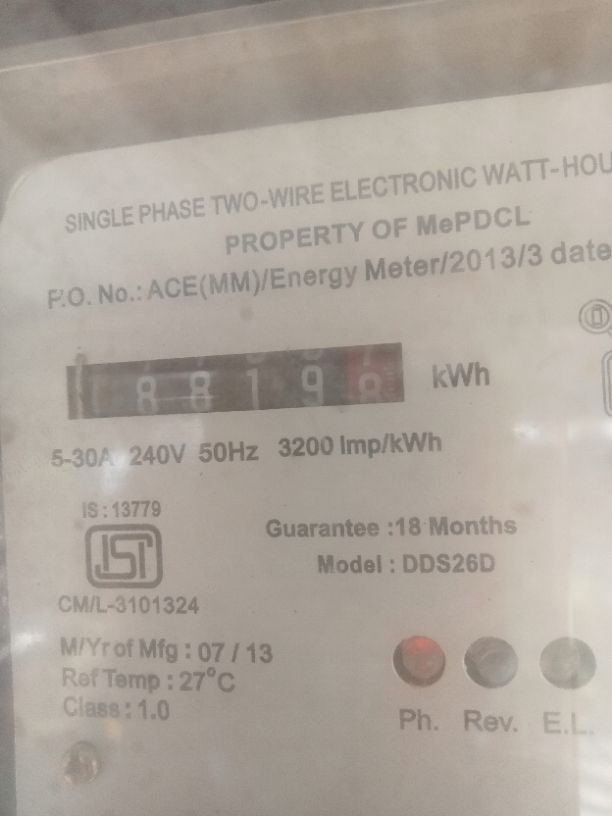 SINGLE PHASE TWO-WIRE ELECTRONIC WATT-HOU
PROPERTY OF MePDCL
P.O. No.: ACE(MM)/Energy Meter/2013/3 date
8 8 1 9 8 kWh
5-30A 240V 50Hz 3200 Imp/kWh
IS : 13779
Guarantee : 18 Months
Model : DDS26D
CM/L-3101324
M/Yr of Mfg : 07 / 13
Ref Temp : 27°C
Class : 1.0
Ph. Rev. E.L.